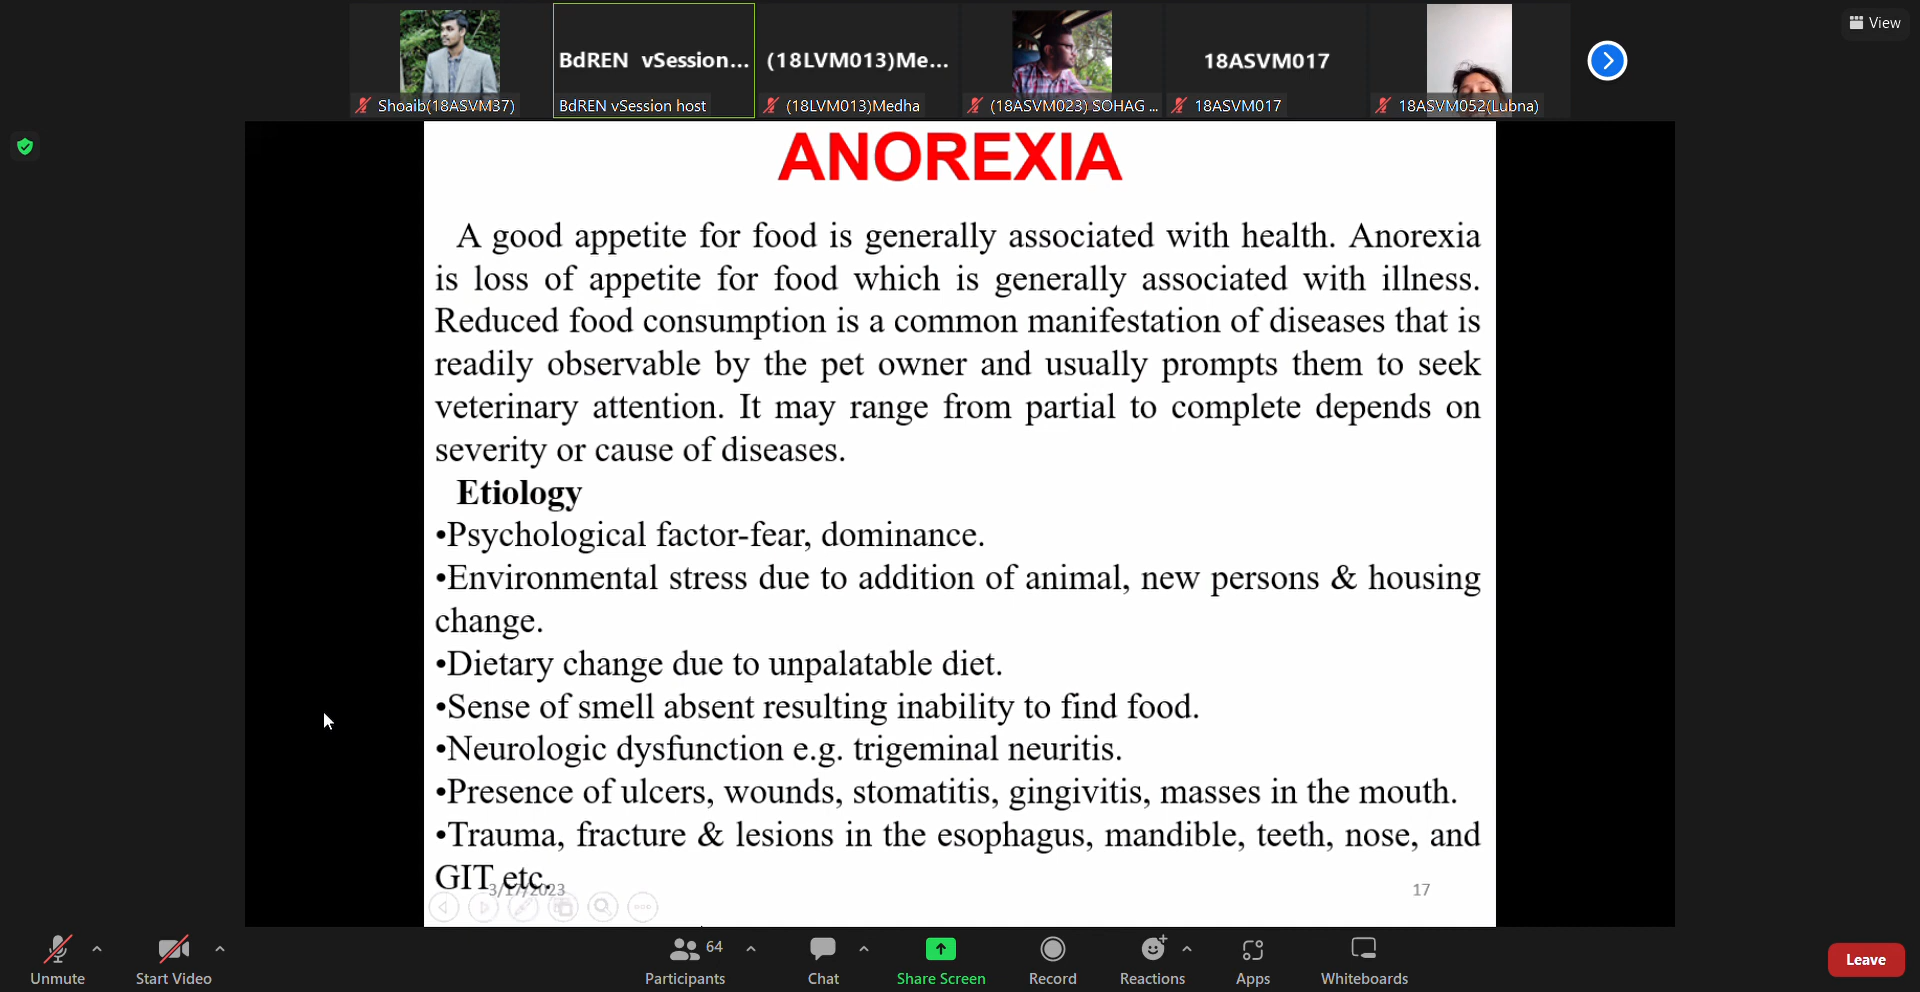 View
BdREN vSession...
(18LVM013)Me...
18ASVM017
Shoaib(18ASVM37)
BdREN vSession host
(18LVM013)Medha
(18ASVM023) SOHAG ...
18ASVM017
18ASVM052(Lubna)
ANOREXIA
A good appetite for food is generally associated with health. Anorexia
is loss of appetite for food which is generally associated with illness.
Reduced food consumption is a common manifestation of diseases that is
readily observable by the pet owner and usually prompts them to seek
veterinary attention. It may range from partial to complete depends on
severity or cause of diseases.
Etiology
•Psychological factor-fear, dominance.
•Environmental stress due to addition of animal, new persons & housing
change.
•Dietary change due to unpalatable diet.
•Sense of smell absent resulting inability to find food.
•Neurologic dysfunction e.g. trigeminal neuritis.
•Presence of ulcers, wounds, stomatitis, gingivitis, masses in the mouth.
•Trauma, fracture & lesions in the esophagus, mandible, teeth, nose, and
GIT etc.
3/17/2023
17
64
Unmute
Start Video
Participants
Chat
Share Screen
Record
Reactions
Apps
Whiteboards
Leave